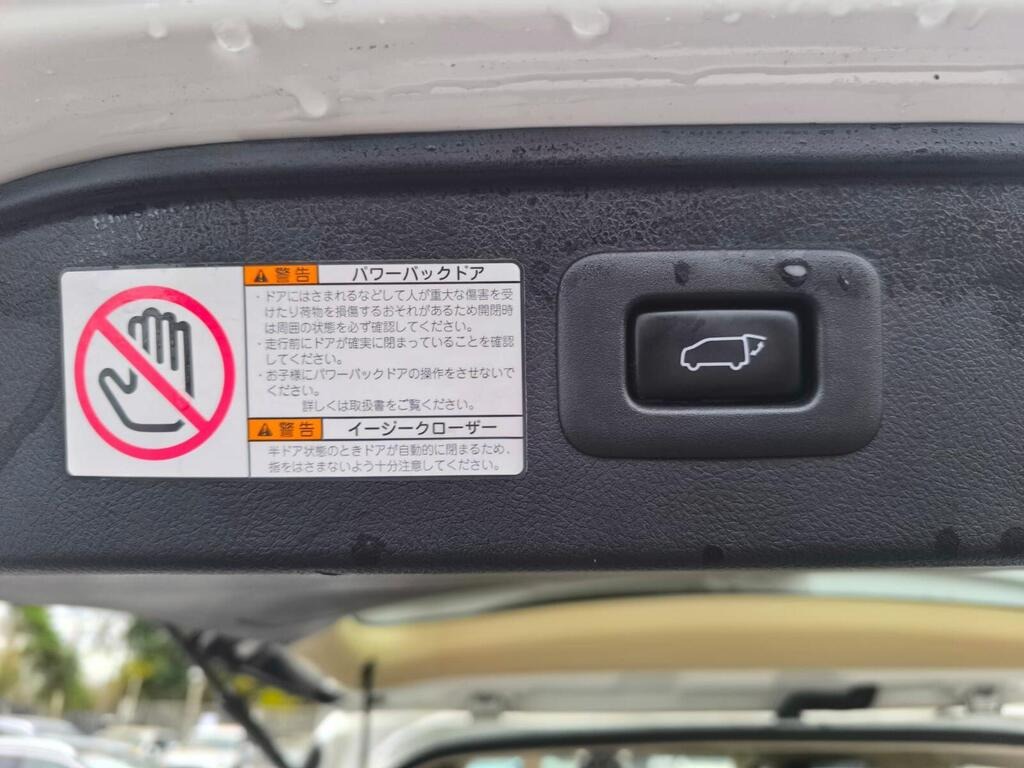 警告 パワーバックドア
・ドアにはさまれるなどして人が重大な傷害を受
けたり荷物を損傷するおそれがあるため開閉時
は周囲の状態を必ず確認してください。
・走行前にドアが確実に閉まっていることを確認
してください。
・お子様にパワーバックドアの操作をさせないで
ください。
詳しくは取扱書をご覧ください。
警告 イージークローザー
半ドア状態のときドアが自動的に閉まるため、
指をはさまないよう十分注意してください。